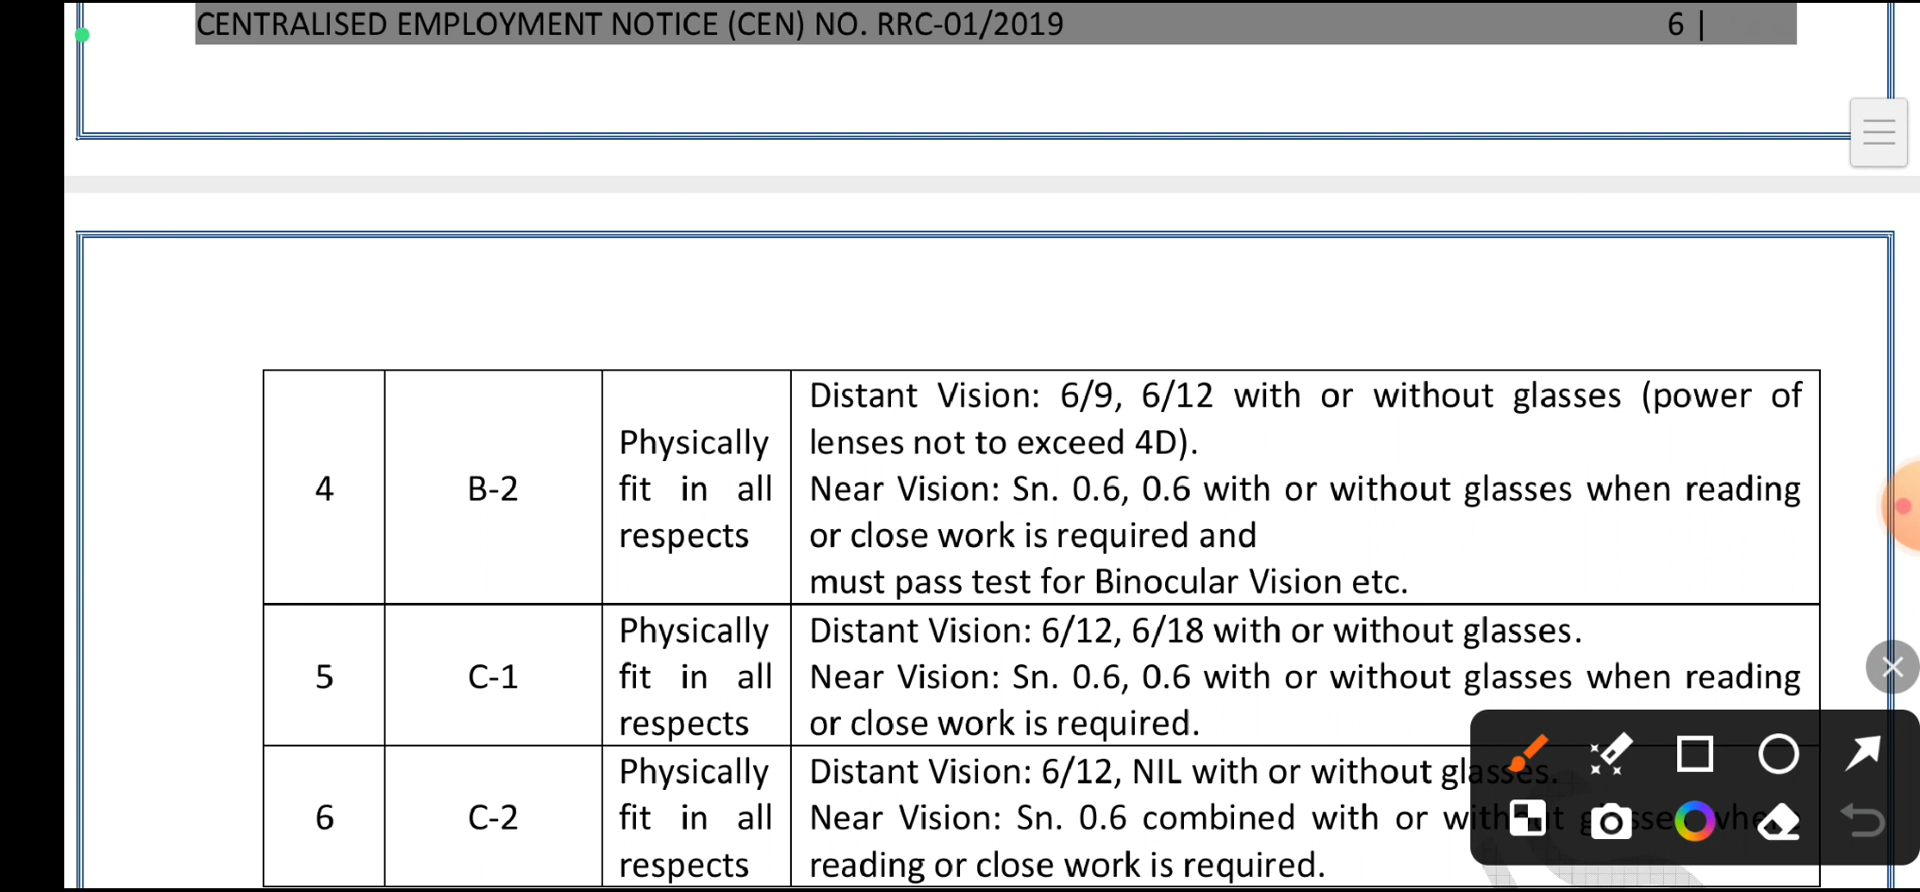 CENTRALISED EMPLOYMENT NOTICE (CEN) NO. RRC-01/2019 6 |
4 B-2 Physically fit in all respects
Distant Vision: 6/9, 6/12 with or without glasses (power of
lenses not to exceed 4D).
Near Vision: Sn. 0.6, 0.6 with or without glasses when reading
or close work is required and
must pass test for Binocular Vision etc.
5 C-1 Physically fit in all respects
Distant Vision: 6/12, 6/18 with or without glasses.
Near Vision: Sn. 0.6, 0.6 with or without glasses when reading
or close work is required.
6 C-2 Physically fit in all respects
Distant Vision: 6/12, NIL with or without glasses.
Near Vision: Sn. 0.6 combined with or
reading or close work is required.